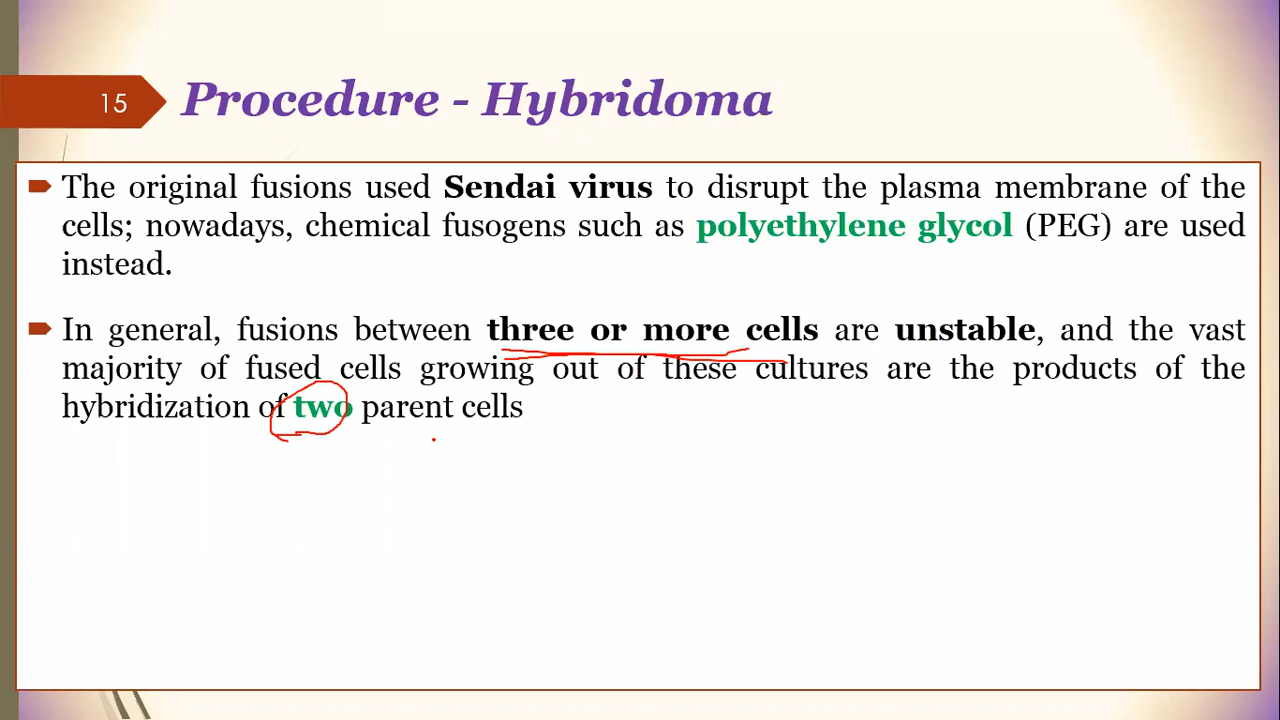 15
Procedure - Hybridoma
The original fusions used Sendai virus to disrupt the plasma membrane of the
cells; nowadays, chemical fusogens such as polyethylene glycol (PEG) are used
instead.
In general, fusions between three or more cells are unstable, and the vast
majority of fused cells growing out of these cultures are the products of the
hybridization of two parent cells